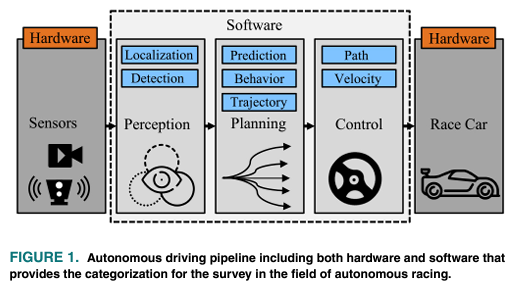 Software
Hardware
Hardware
Localization
Detection
Prediction
Behavior
Trajectory
Path
Velocity
Sensors
Perception
Planning
Control
Race Car
FIGURE 1. Autonomous driving pipeline including both hardware and software that
provides the categorization for the survey in the field of autonomous racing.